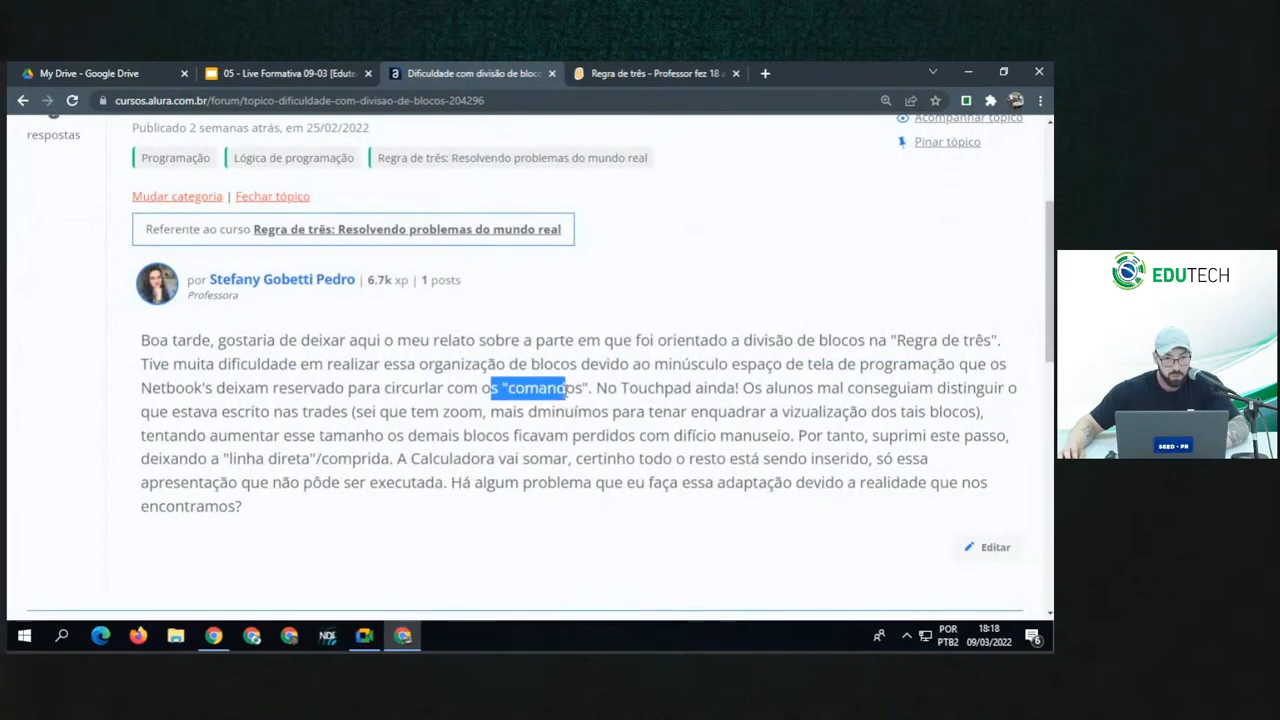 My Drive - Google Drive
05 - Live Formativa 09-03 [Edute
Dificuldade com divisão de bloc
Regra de três - Professor fez 18
cursos.alura.com.br/forum/topico-dificuldade-com-divisao-de-blocos-204296
respostas
Publicado 2 semanas atrás, em 25/02/2022
Acompanhar tópico
Pinar tópico
Programação
Lógica de programação
Regra de três: Resolvendo problemas do mundo real
Mudar categoria | Fechar tópico
Referente ao curso Regra de três: Resolvendo problemas do mundo real
por Stefany Gobetti Pedro | 6.7k xp | 1 posts
Professora
Boa tarde, gostaria de deixar aqui o meu relato sobre a parte em que foi orientado a divisão de blocos na "Regra de três".
Tive muita dificuldade em realizar essa organização de blocos devido ao minúsculo espaço de tela de programação que os
Netbook's deixam reservado para circurlar com os "comandos". No Touchpad ainda! Os alunos mal conseguiam distinguir o
que estava escrito nas trades (sei que tem zoom, mais dminuímos para tenar enquadrar a vizualização dos tais blocos),
tentando aumentar esse tamanho os demais blocos ficavam perdidos com difício manuseio. Por tanto, suprimi este passo,
deixando a "linha direta"/comprida. A Calculadara vai somar, certinho todo o resto está sendo inserido, só essa
apresentação que não pôde ser executada. Há algum problema que eu faça essa adaptação devido a realidade que nos
encontramos?
Editar
NDI
POR
PTB2
18:18
09/03/2022
EDUTECH
SEED - PR